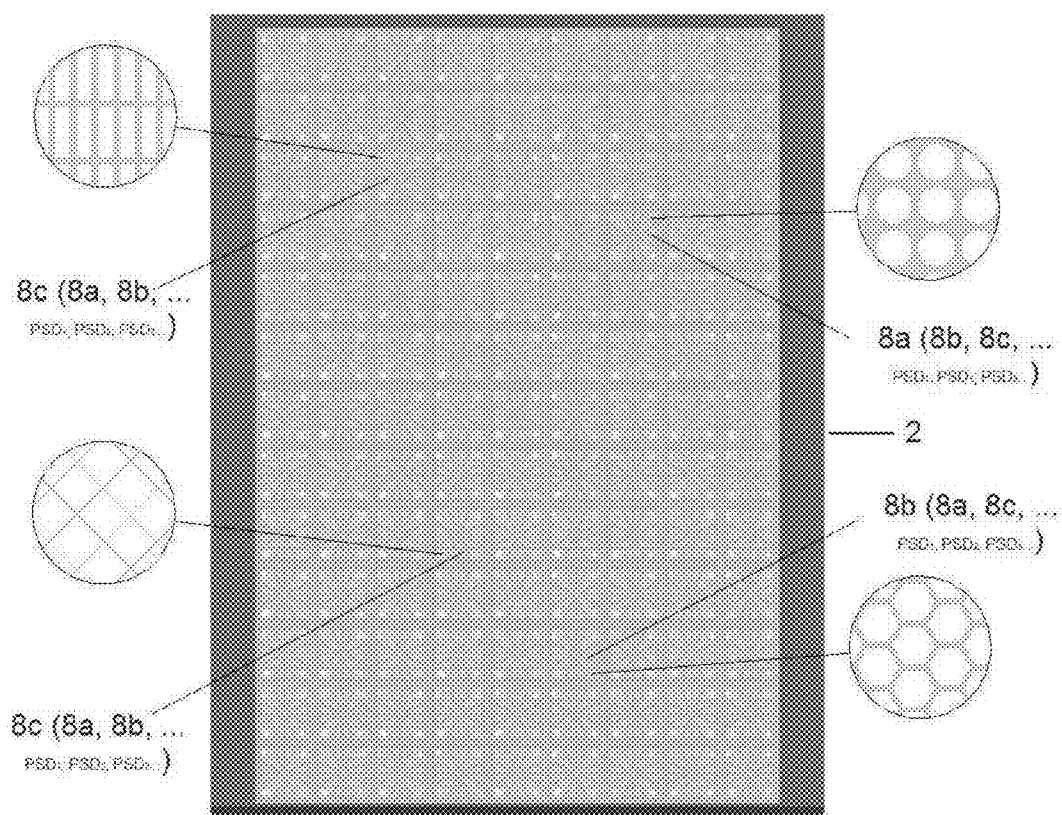 8c (8a, 8b, ...
PSD₁, PSD₂, PSD₃...)
8a (8b, 8c, ...
PSD₁, PSD₂, PSD₃...)
2
8b (8a, 8c, ...
PSD₁, PSD₂, PSD₃...)
8c (8a, 8b, ...
PSD₁, PSD₂, PSD₃...)